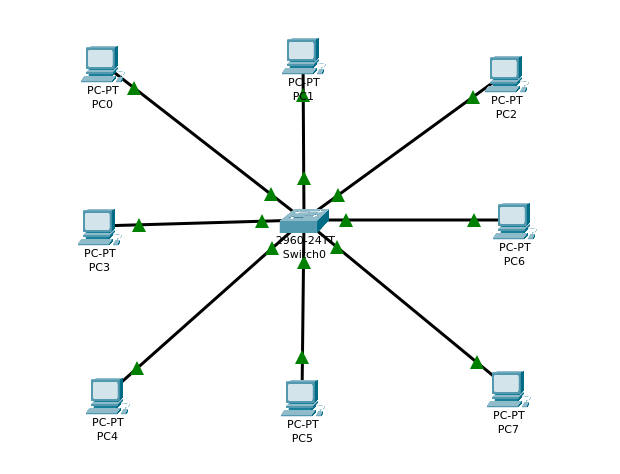 PC-PT
PC0
PC-PT
PC1
PC-PT
PC2
PC-PT
PC3
2960-24TT
Switch0
PC-PT
PC6
PC-PT
PC4
PC-PT
PC5
PC-PT
PC7